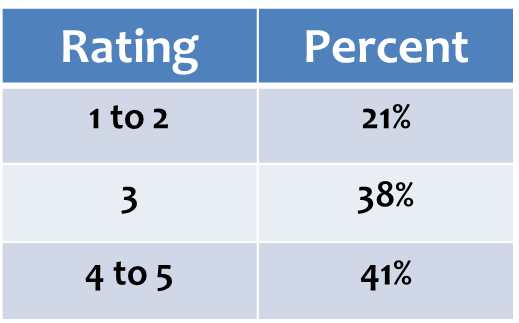 Rating Percent
1 to 2 21%
3 38%
4 to 5 41%